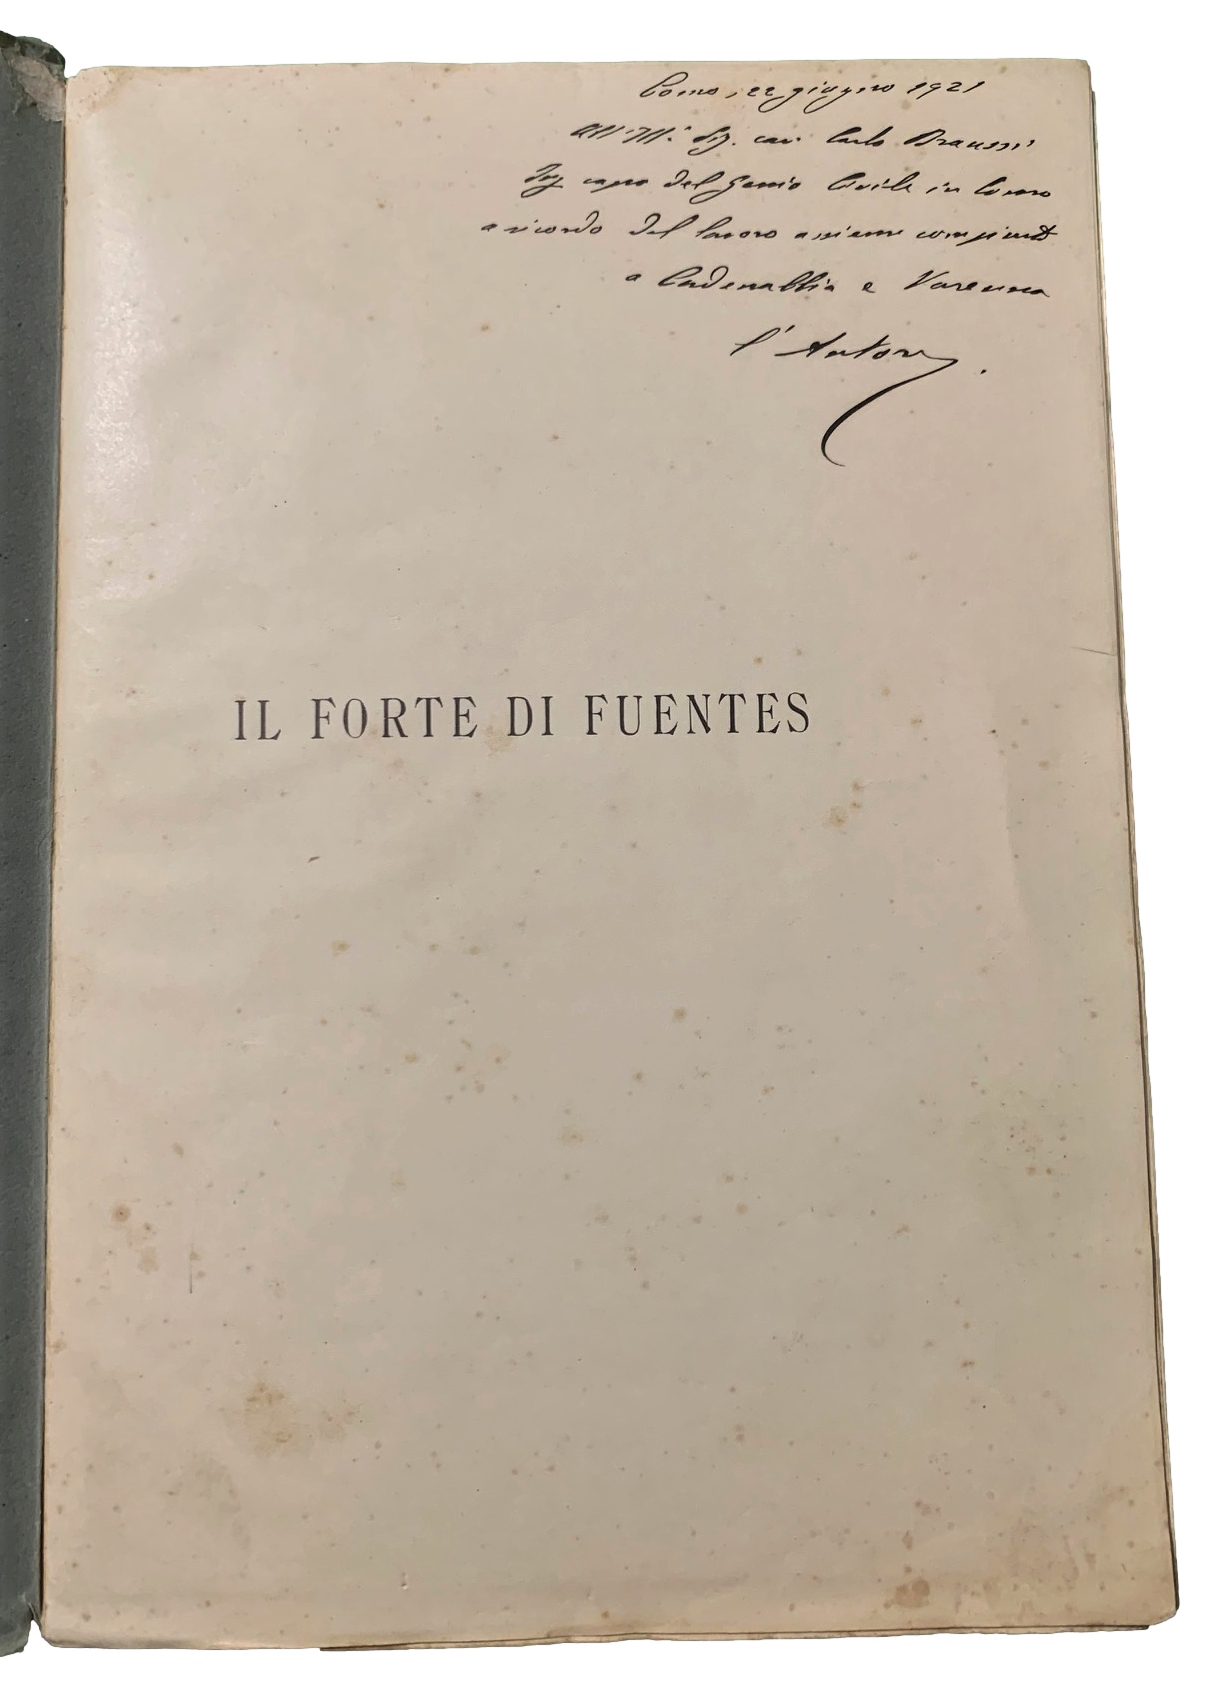 Como, 22 giugno 1921
All'Ill. Sig. cav. Carlo
Ing capo del Genio Civile in Como
a ricordo del lavoro assieme compiuto
a Cadenabbia e Varenna
l'Autore.
IL FORTE DI FUENTES